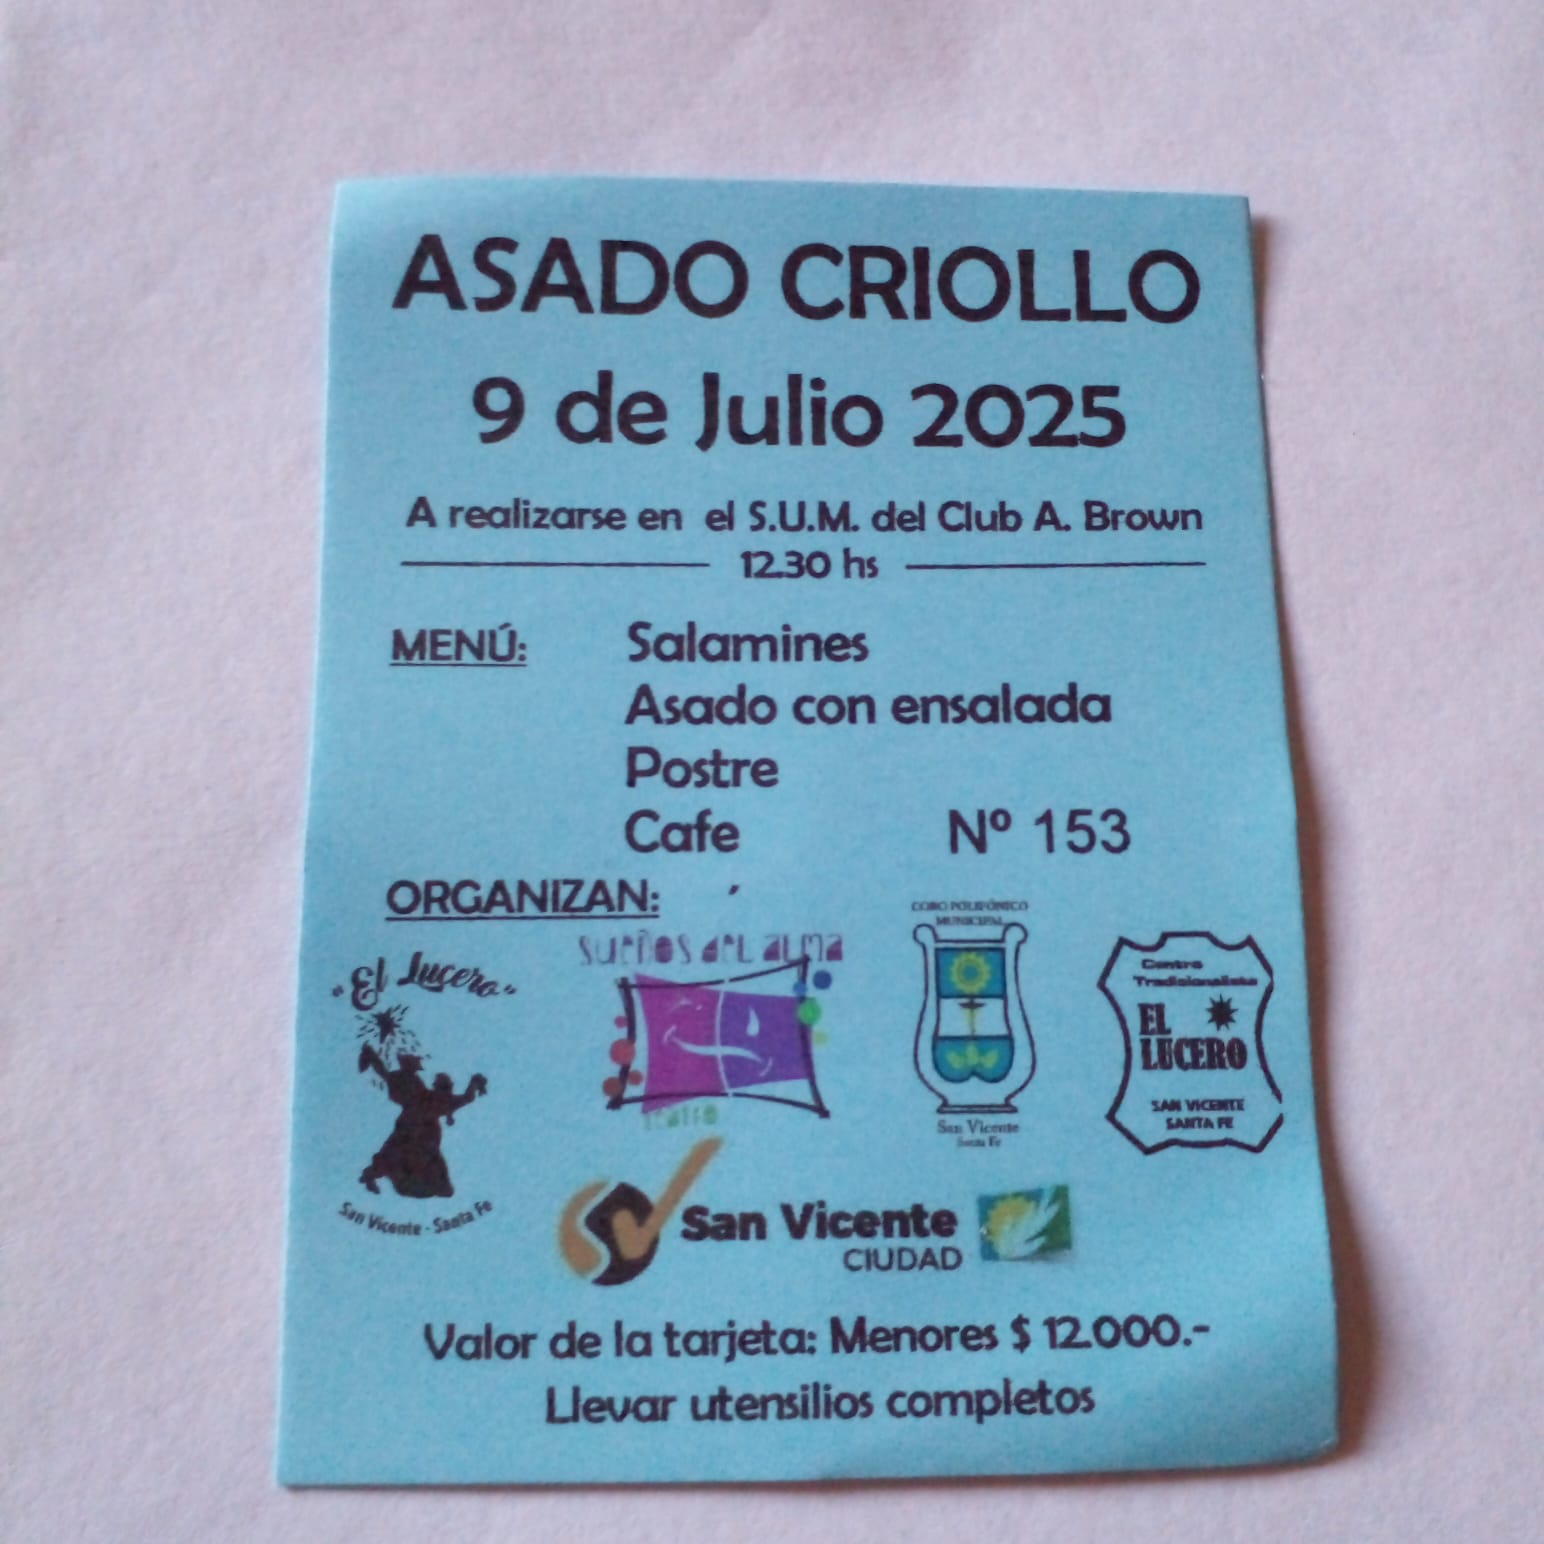 ASADO CRIOLLO
9 de Julio 2025
A realizarse en el S.U.M. del Club A. Brown
12.30 hs
MENÚ: Salamines
Asado con ensalada
Postre
Cafe Nº 153
ORGANIZAN:
"El Lucero"
San Vicente - Santa Fe
sueños del alma
teatro
CORO POLIFÓNICO
MUNICIPAL
San Vicente
Santa Fe
Centro
Tradicionalista
EL
LUCERO
SAN VICENTE
SANTA FE
San Vicente
CIUDAD
Valor de la tarjeta: Menores $ 12.000.-
Llevar utensilios completos